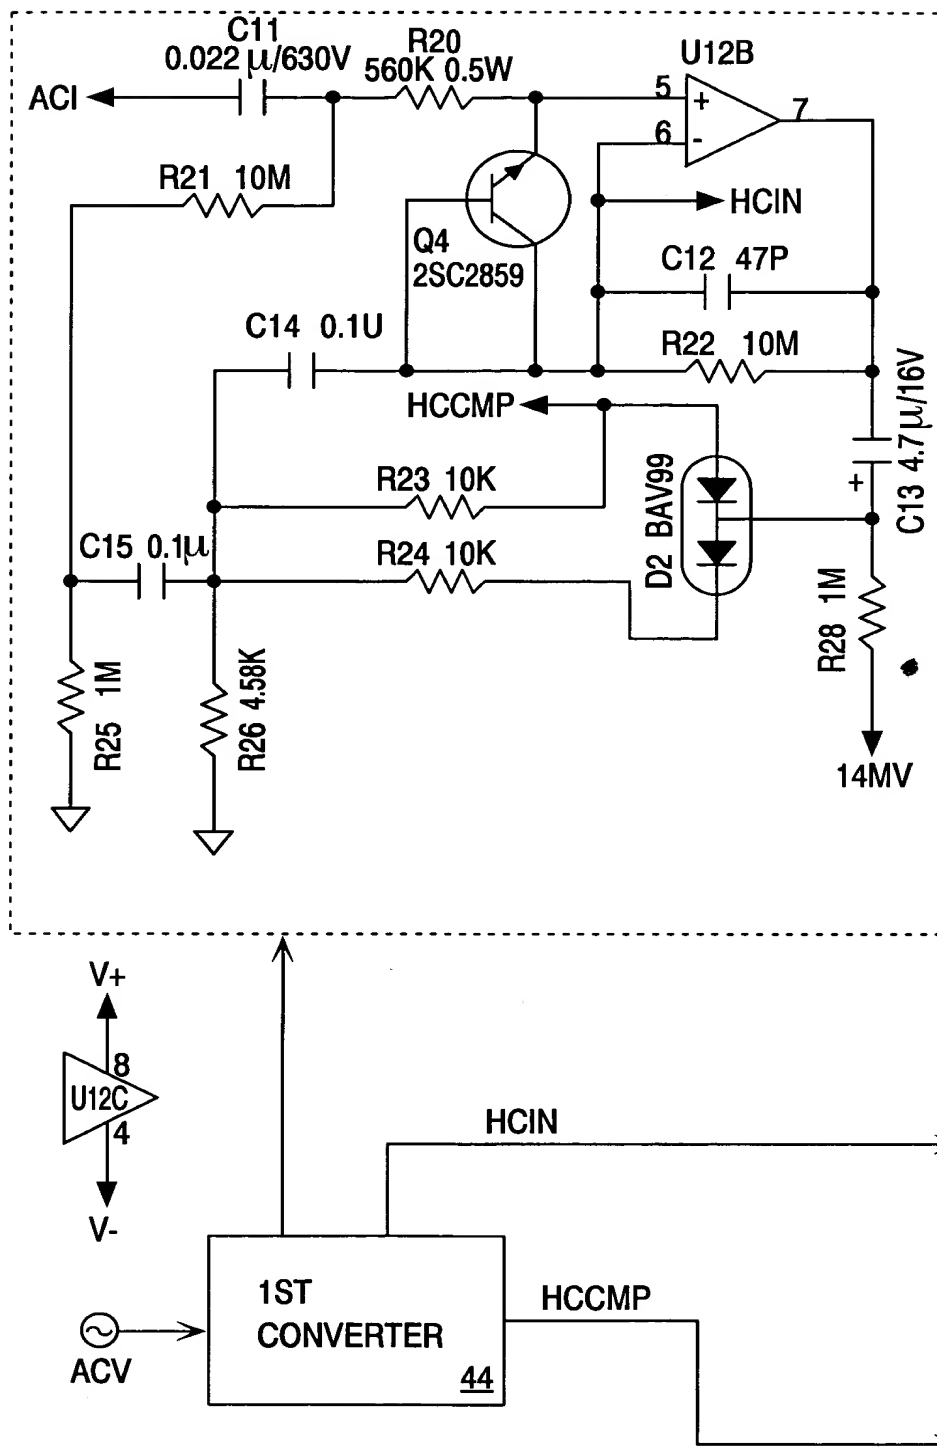 C11
0.022 µ/630V
R20
560K 0.5W
U12B
ACI
5
+
7
6
-
R21 10M
HCIN
Q4
2SC2859
C12 47P
C14 0.1U
R22 10M
HCCMP
C13 4.7µ/16V
+
R23 10K
D2 BAV99
C15 0.1µ
R24 10K
R28 1M
R25 1M
R26 4.58K
14MV
V+
8
U12C
4
V-
HCIN
1ST
CONVERTER
44
HCCMP
ACV